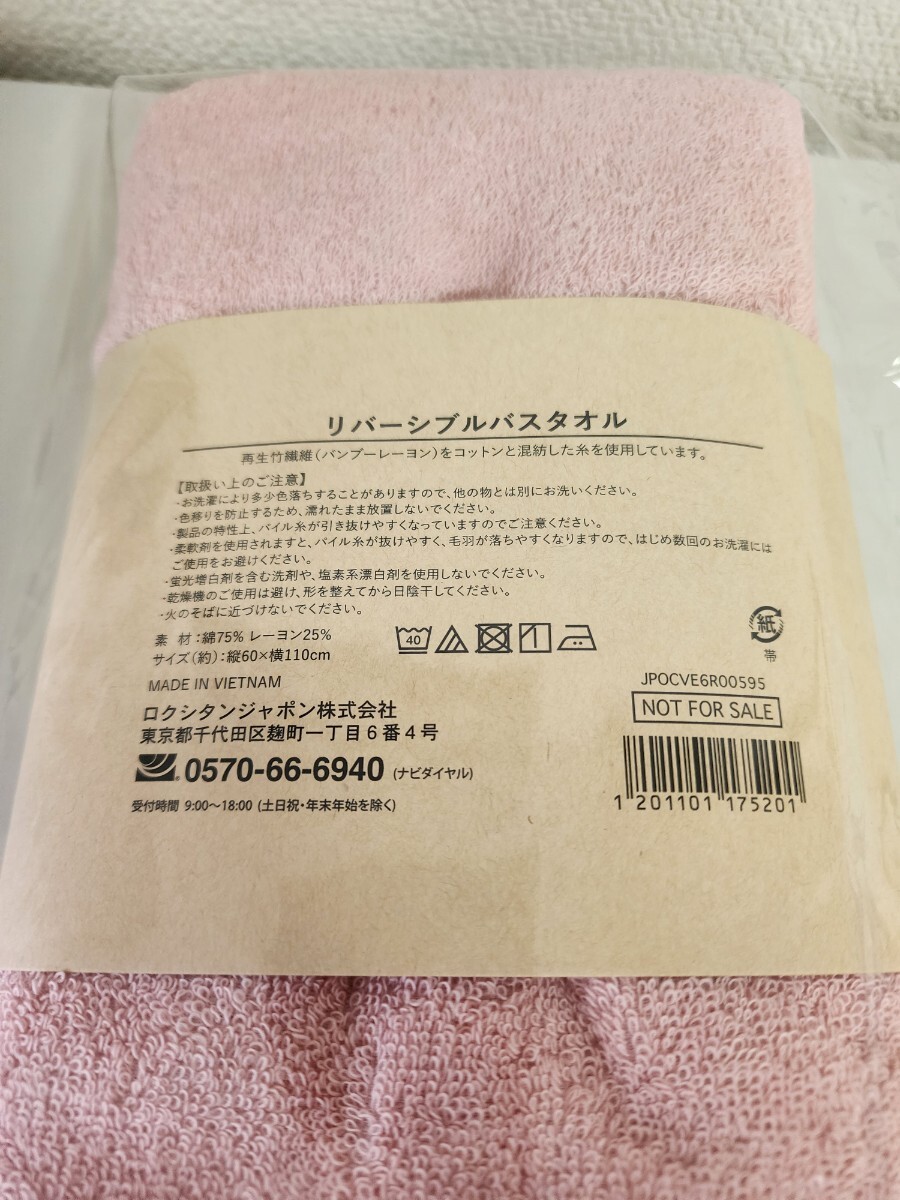 リバーシブルバスタオル
再生竹繊維（バンブーレーヨン）をコットンと混紡した糸を使用しています。
【取扱い上のご注意】
・お洗濯により多少色落ちすることがありますので、他の物とは別にお洗いください。
・色移りを防止するため、濡れたまま放置しないでください。
・製品の特性上、パイル糸が引き抜けやすくなっていますのでご注意ください。
・柔軟剤を使用されますと、パイル糸が抜けやすく、毛羽が落ちやすくなりますので、はじめ数回のお洗濯には
ご使用をお避けください。
・蛍光増白剤を含む洗剤や、塩素系漂白剤を使用しないでください。
・乾燥機のご使用は避け、形を整えてから日陰干してください。
・火のそばに近づけないでください。
素 材：綿75% レーヨン25%
サイズ（約）：縦60×横110cm
40
紙
帯
MADE IN VIETNAM
ロクシタンジャポン株式会社
東京都千代田区麹町一丁目6番4号
0570-66-6940 (ナビダイヤル)
受付時間 9:00〜18:00 (土日祝・年末年始を除く)
JPOCVE6R00595
NOT FOR SALE
1 201101 175201